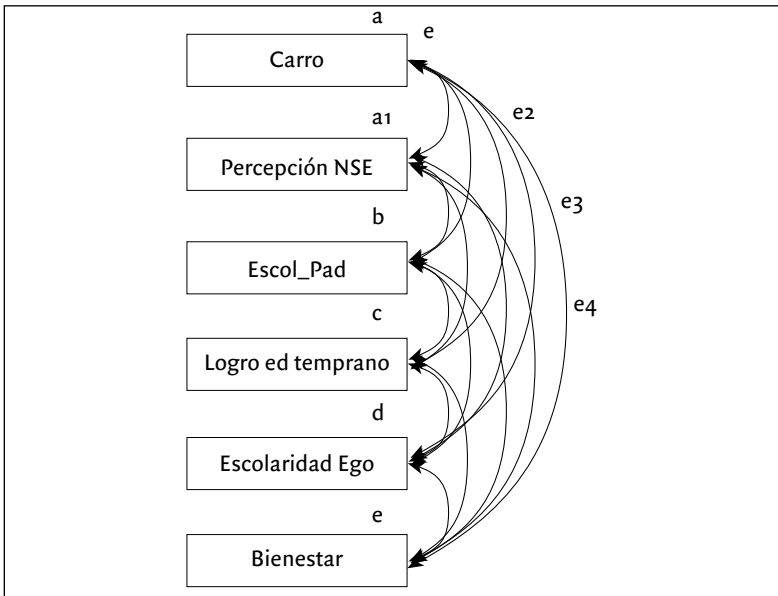 a
e
Carro
e2
a1
Percepción NSE
e3
b
Escol_Pad
e4
c
Logro ed temprano
d
Escolaridad Ego
e
Bienestar